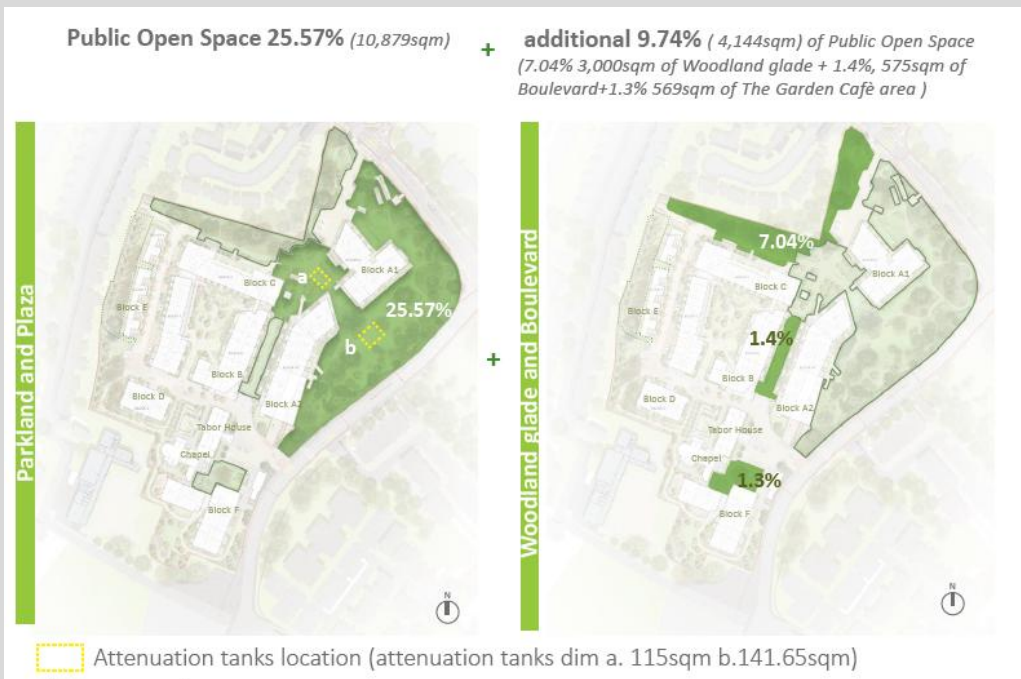 Public Open Space 25.57% (10,879sqm)
+
additional 9.74% ( 4,144sqm) of Public Open Space
(7.04% 3,000sqm of Woodland glade + 1.4%, 575sqm of
Boulevard+1.3% 569sqm of The Garden Cafè area )
Parkland and Plaza
Block A1
a
Block C
25.57%
Block E
b
Block B
Block D
Block A2
Tabor House
Chapel
Block F
N
+
Woodland glade and Boulevard
7.04%
Block A1
Block C
Block E
1.4%
Block B
Block D
Block A2
Tabor House
Chapel
1.3%
Block F
N
Attenuation tanks location (attenuation tanks dim a. 115sqm b.141.65sqm)